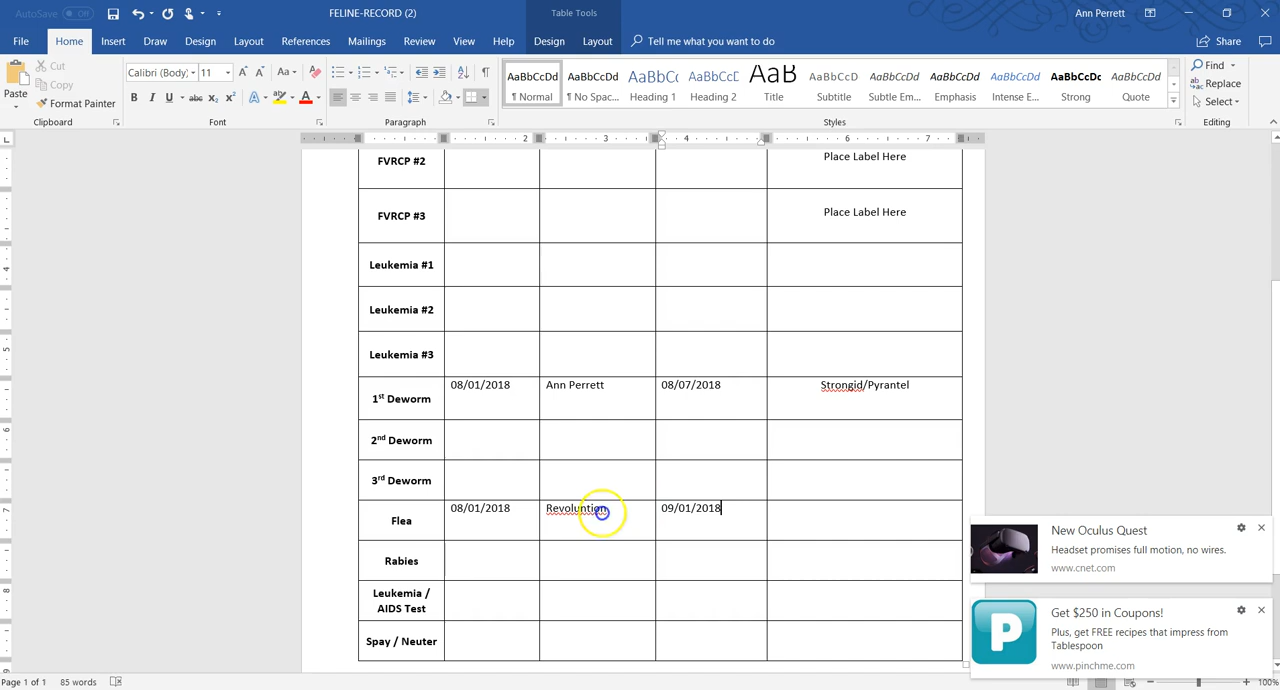 AutoSave Off
FELINE-RECORD (2)
Table Tools
Ann Perrett
File Home Insert Draw Design Layout References Mailings Review View Help Design Layout Tell me what you want to do Share
Paste
Cut
Copy
Format Painter
Clipboard
Calibri (Body) 11
Font
Paragraph
AaBbCcDd
¶ Normal
AaBbCcDd
¶ No Spac...
AaBbC(
Heading 1
AaBbCcE
Heading 2
AaB
Title
AaBbCcD
Subtitle
AaBbCcDd
Subtle Em...
AaBbCcDd
Emphasis
AaBbCcDd
Intense E...
AaBbCcDc
Strong
AaBbCcDd
Quote
Styles
Find
Replace
Select
Editing
2 3 4 6 7
FVRCP #2 Place Label Here
FVRCP #3 Place Label Here
Leukemia #1
Leukemia #2
Leukemia #3
1st Deworm 08/01/2018 Ann Perrett 08/07/2018 Strongid/Pyrantel
2nd Deworm
3rd Deworm
Flea 08/01/2018 Revoluntion 09/01/2018
Rabies
Leukemia /
AIDS Test
Spay / Neuter
New Oculus Quest
Headset promises full motion, no wires.
www.cnet.com
Get $250 in Coupons!
Plus, get FREE recipes that impress from
Tablespoon
www.pinchme.com
Page 1 of 1 85 words 100%